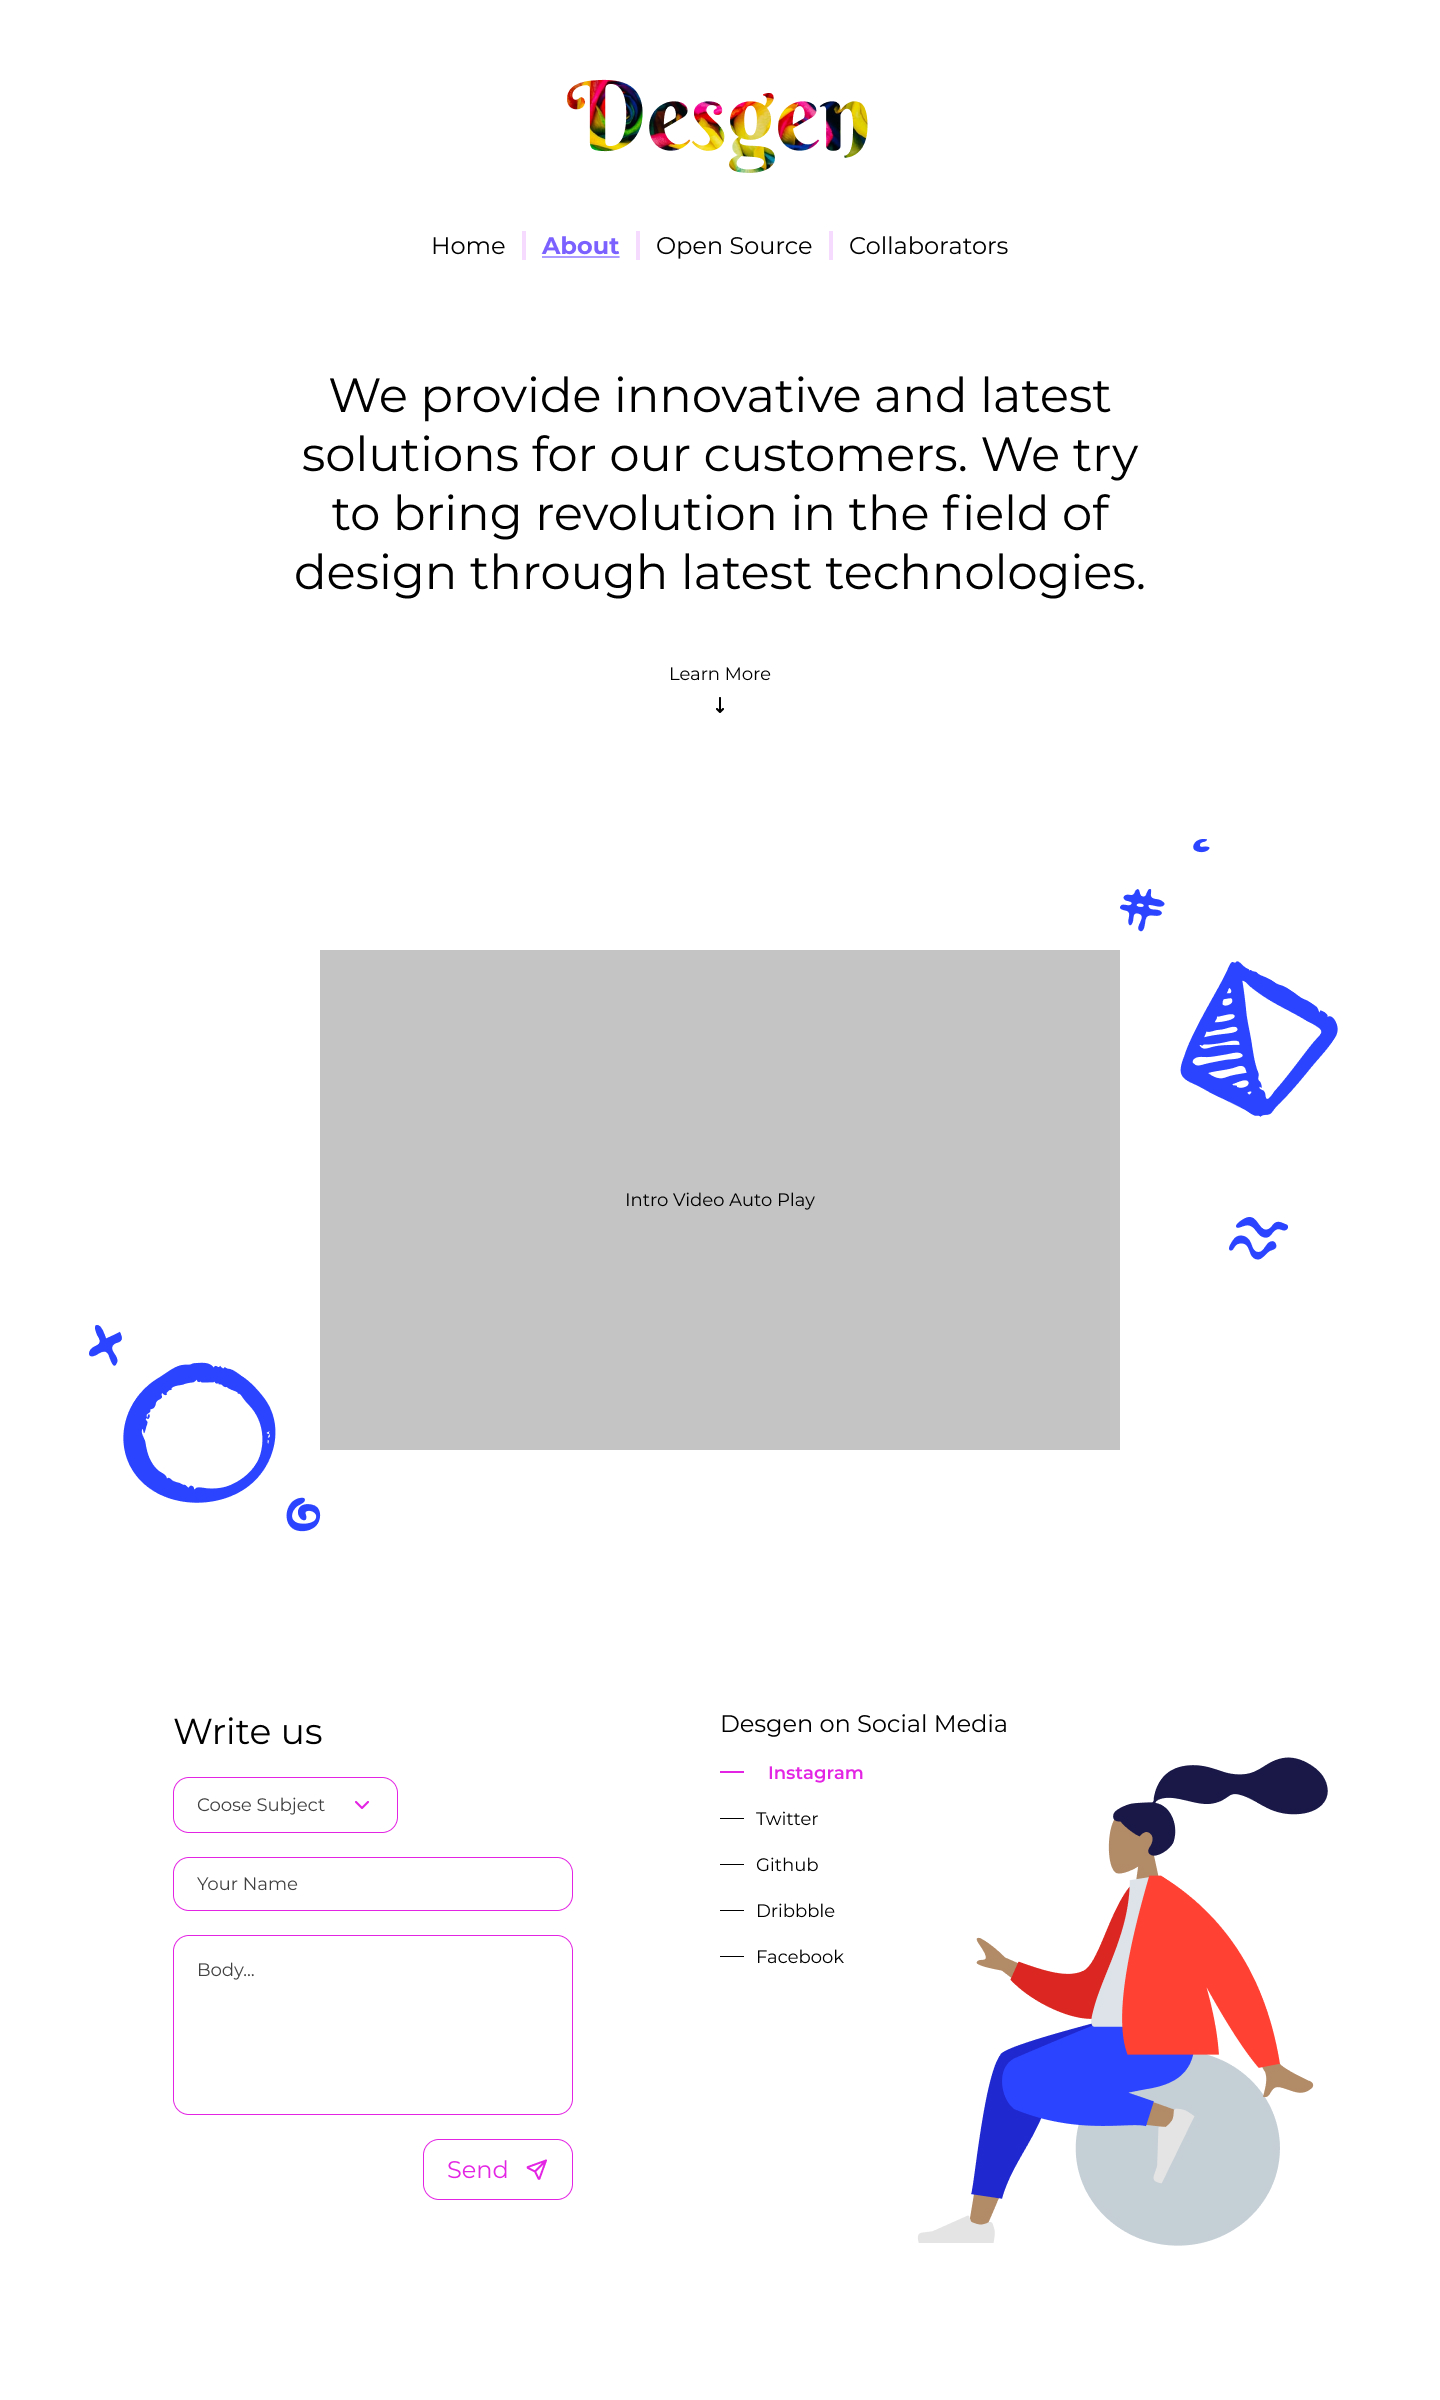 Desgen
Home About Open Source Collaborators
We provide innovative and latest
solutions for our customers. We try
to bring revolution in the field of
design through latest technologies.
Learn More
Intro Video Auto Play
Write us
Coose Subject
Your Name
Body...
Send
Desgen on Social Media
Instagram
Twitter
Github
Dribbble
Facebook